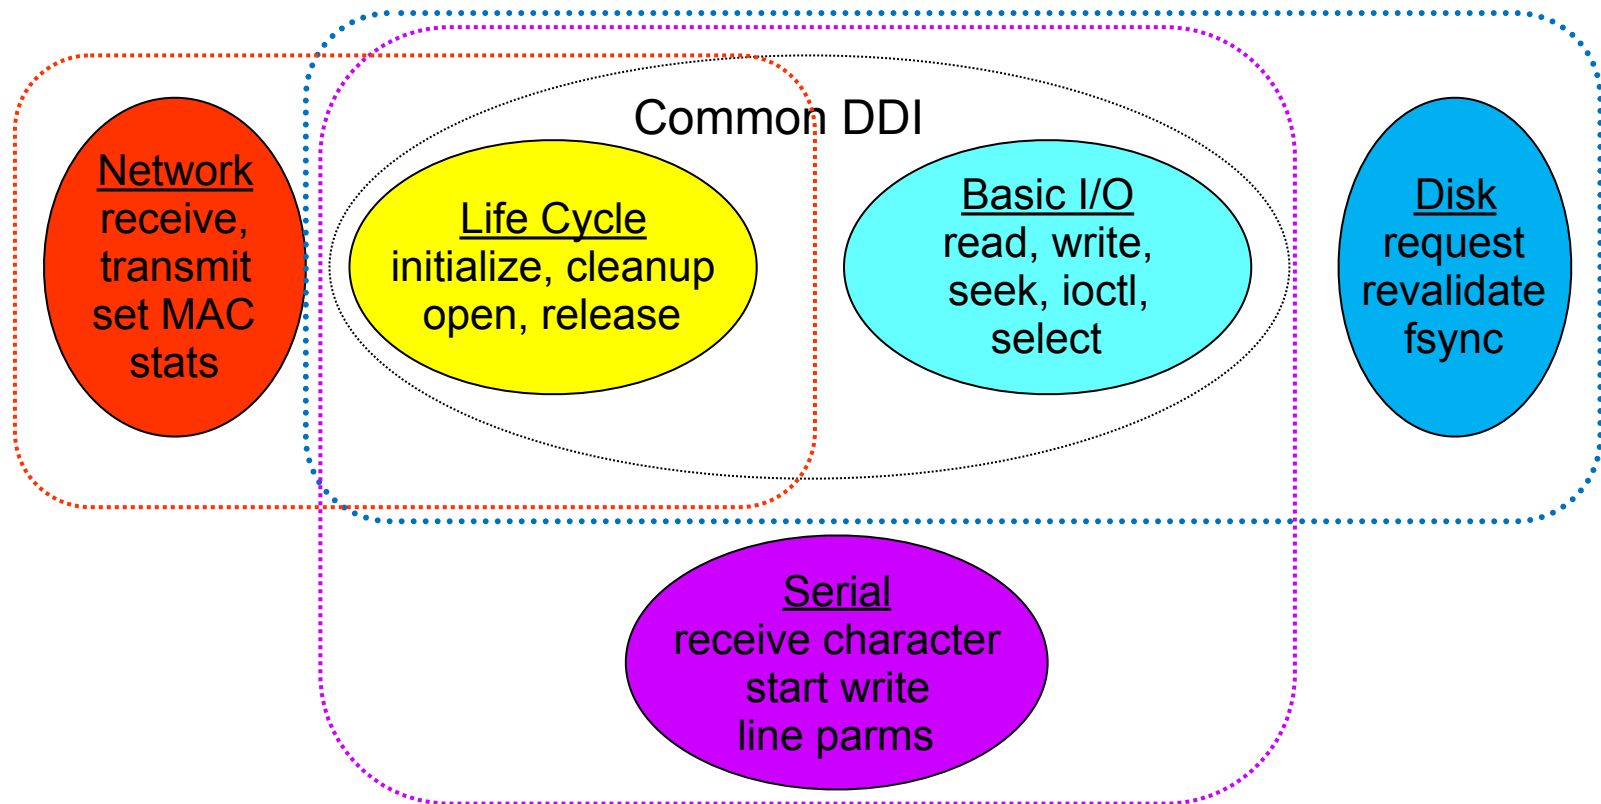 Common DDI
Network
receive,
transmit
set MAC
stats
Life Cycle
initialize, cleanup
open, release
Basic I/O
read, write,
seek, ioctl,
select
Disk
request
revalidate
fsync
Serial
receive character
start write
line parms